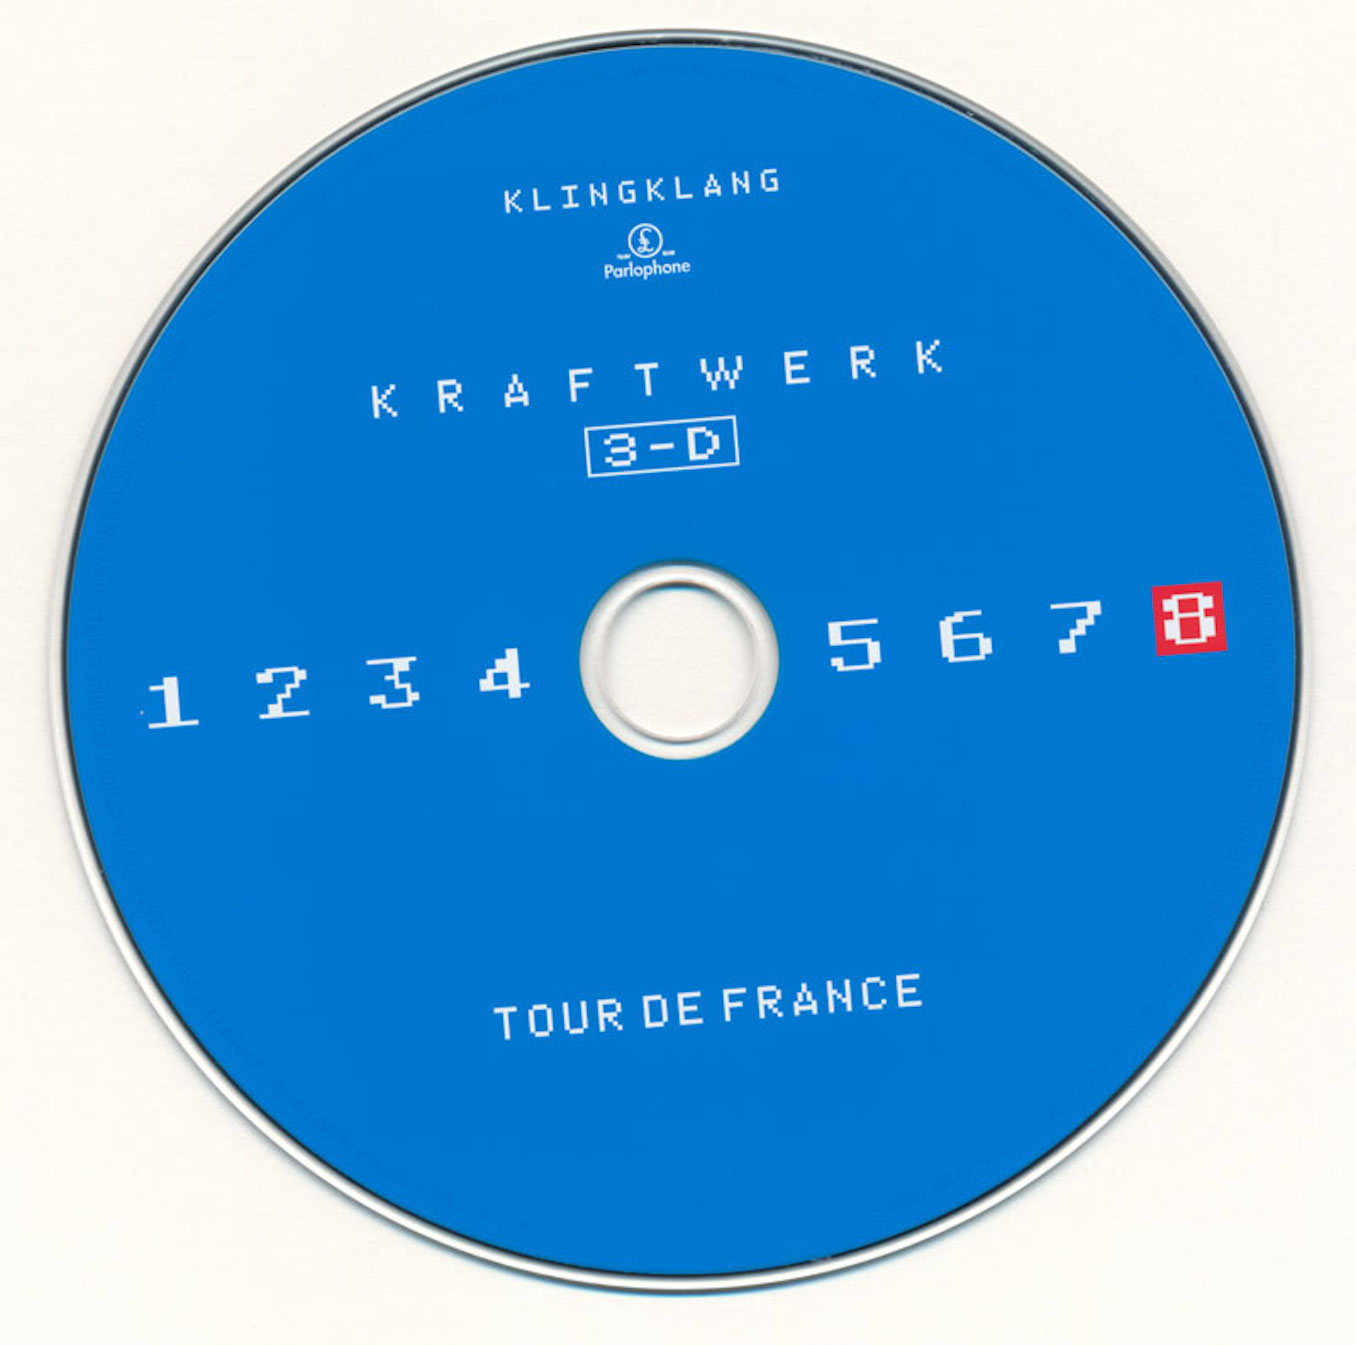 KLINGKLANG
£
Parlophone
KRAFTWERK
3-D
1 2 3 4 5 6 7 8
TOUR DE FRANCE